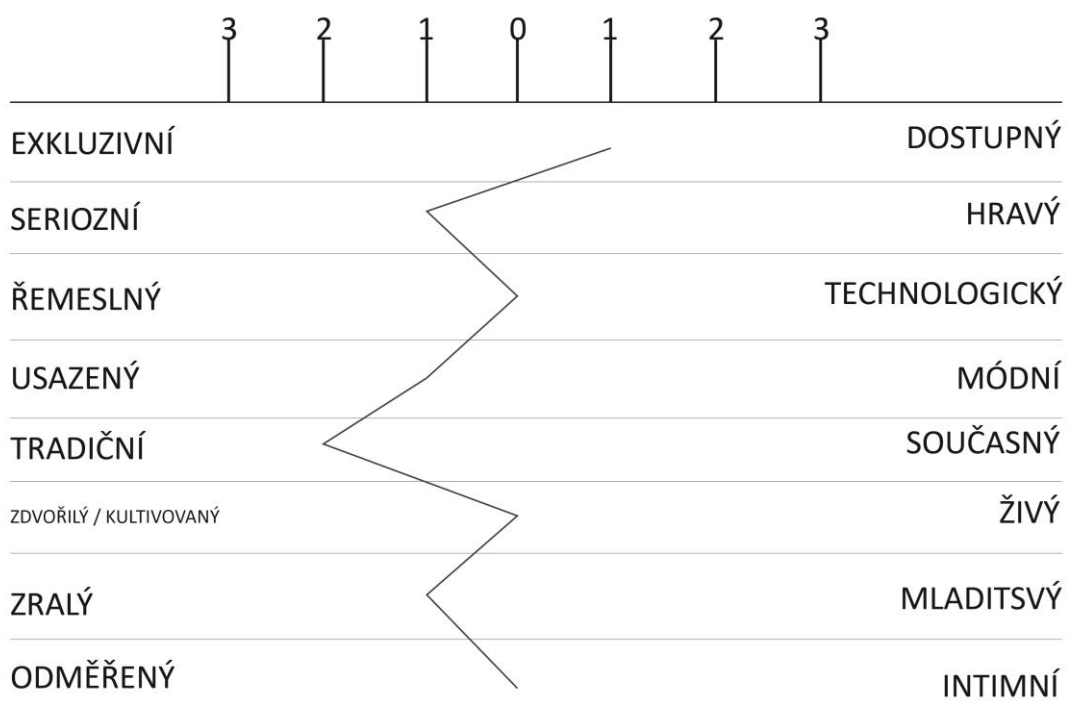 3 2 1 0 1 2 3
EXKLUZIVNÍ DOSTUPNÝ
SERIOZNÍ HRAVÝ
ŘEMESLNÝ TECHNOLOGICKÝ
USAZENÝ MÓDNÍ
TRADIČNÍ SOUČASNÝ
ZDVOŘILÝ / KULTIVOVANÝ ŽIVÝ
ZRALÝ MLADITSVÝ
ODMĚŘENÝ INTIMNÍ